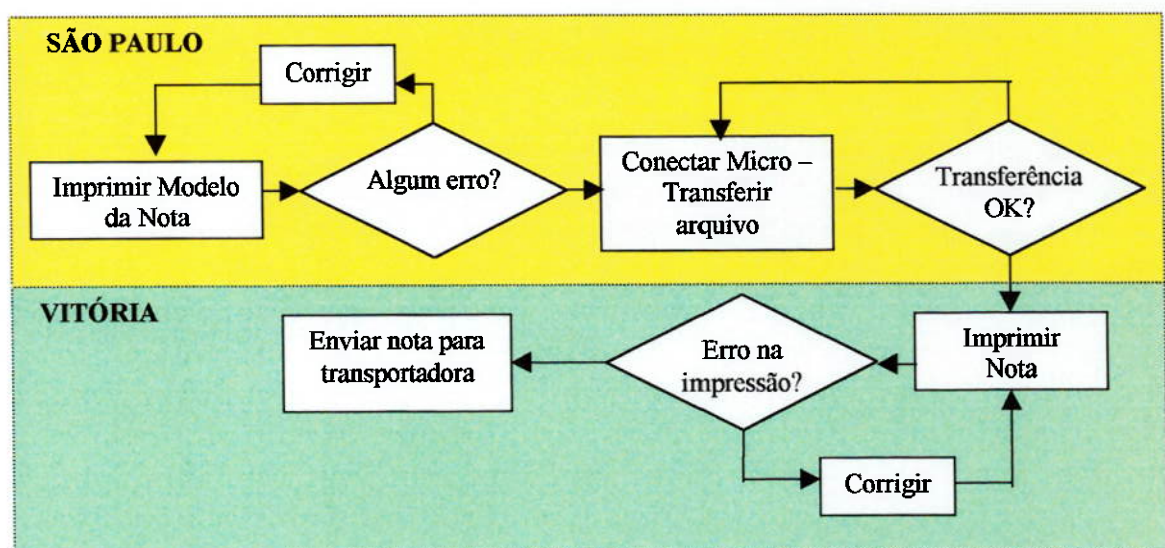 SÃO PAULO
Corrigir
Imprimir Modelo
da Nota
Algum erro?
Conectar Micro –
Transferir
arquivo
Transferência
OK?
VITÓRIA
Enviar nota para
transportadora
Erro na
impressão?
Imprimir
Nota
Corrigir